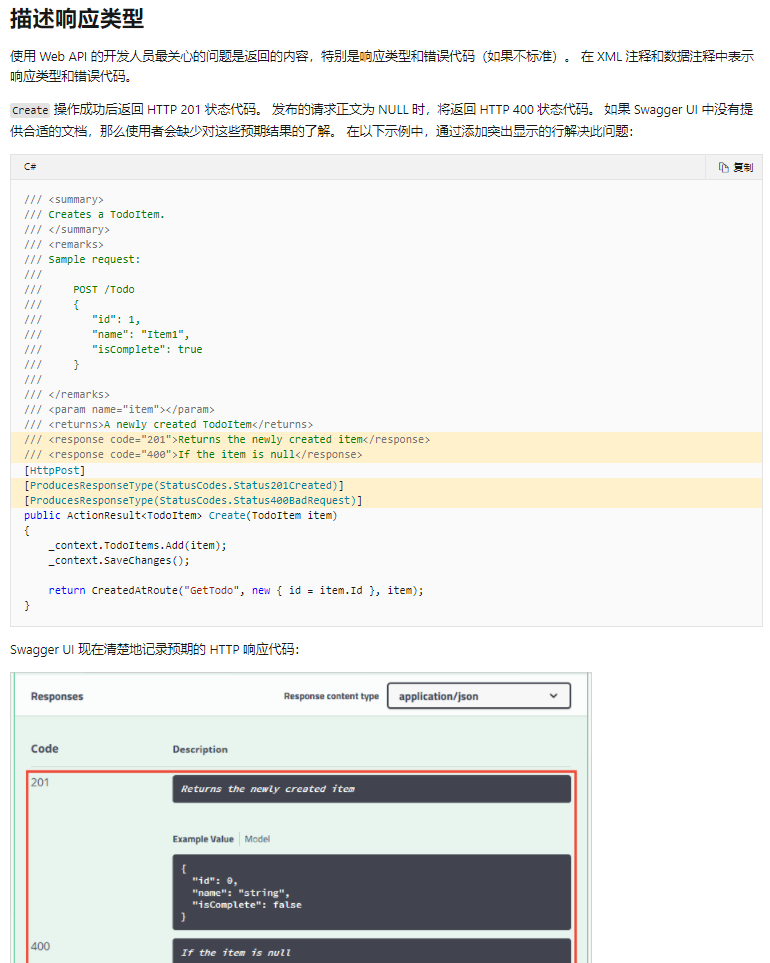 描述响应类型
使用 Web API 的开发人员最关心的问题是返回的内容，特别是响应类型和错误代码（如果不标准）。 在 XML 注释和数据注释中表示
响应类型和错误代码。
Create 操作成功后返回 HTTP 201 状态代码。 发布的请求正文为 NULL 时，将返回 HTTP 400 状态代码。 如果 Swagger UI 中没有提
供合适的文档，那么使用者会缺少对这些预期结果的了解。 在以下示例中，通过添加突出显示的行解决此问题：
C# 复制
/// <summary>
/// Creates a TodoItem.
/// </summary>
/// <remarks>
/// Sample request:
///
///     POST /Todo
///     {
///        "id": 1,
///        "name": "Item1",
///        "isComplete": true
///     }
///
/// </remarks>
/// <param name="item"></param>
/// <returns>A newly created TodoItem</returns>
/// <response code="201">Returns the newly created item</response>
/// <response code="400">If the item is null</response>
[HttpPost]
[ProducesResponseType(StatusCodes.Status201Created)]
[ProducesResponseType(StatusCodes.Status400BadRequest)]
public ActionResult<TodoItem> Create(TodoItem item)
{
    _context.TodoItems.Add(item);
    _context.SaveChanges();
    return CreatedAtRoute("GetTodo", new { id = item.Id }, item);
}
Swagger UI 现在清楚地记录预期的 HTTP 响应代码：
Responses Response content type application/json
Code Description
201 Returns the newly created item
Example Value Model
{
  "id": 0,
  "name": "string",
  "isComplete": false
}
400 If the item is null